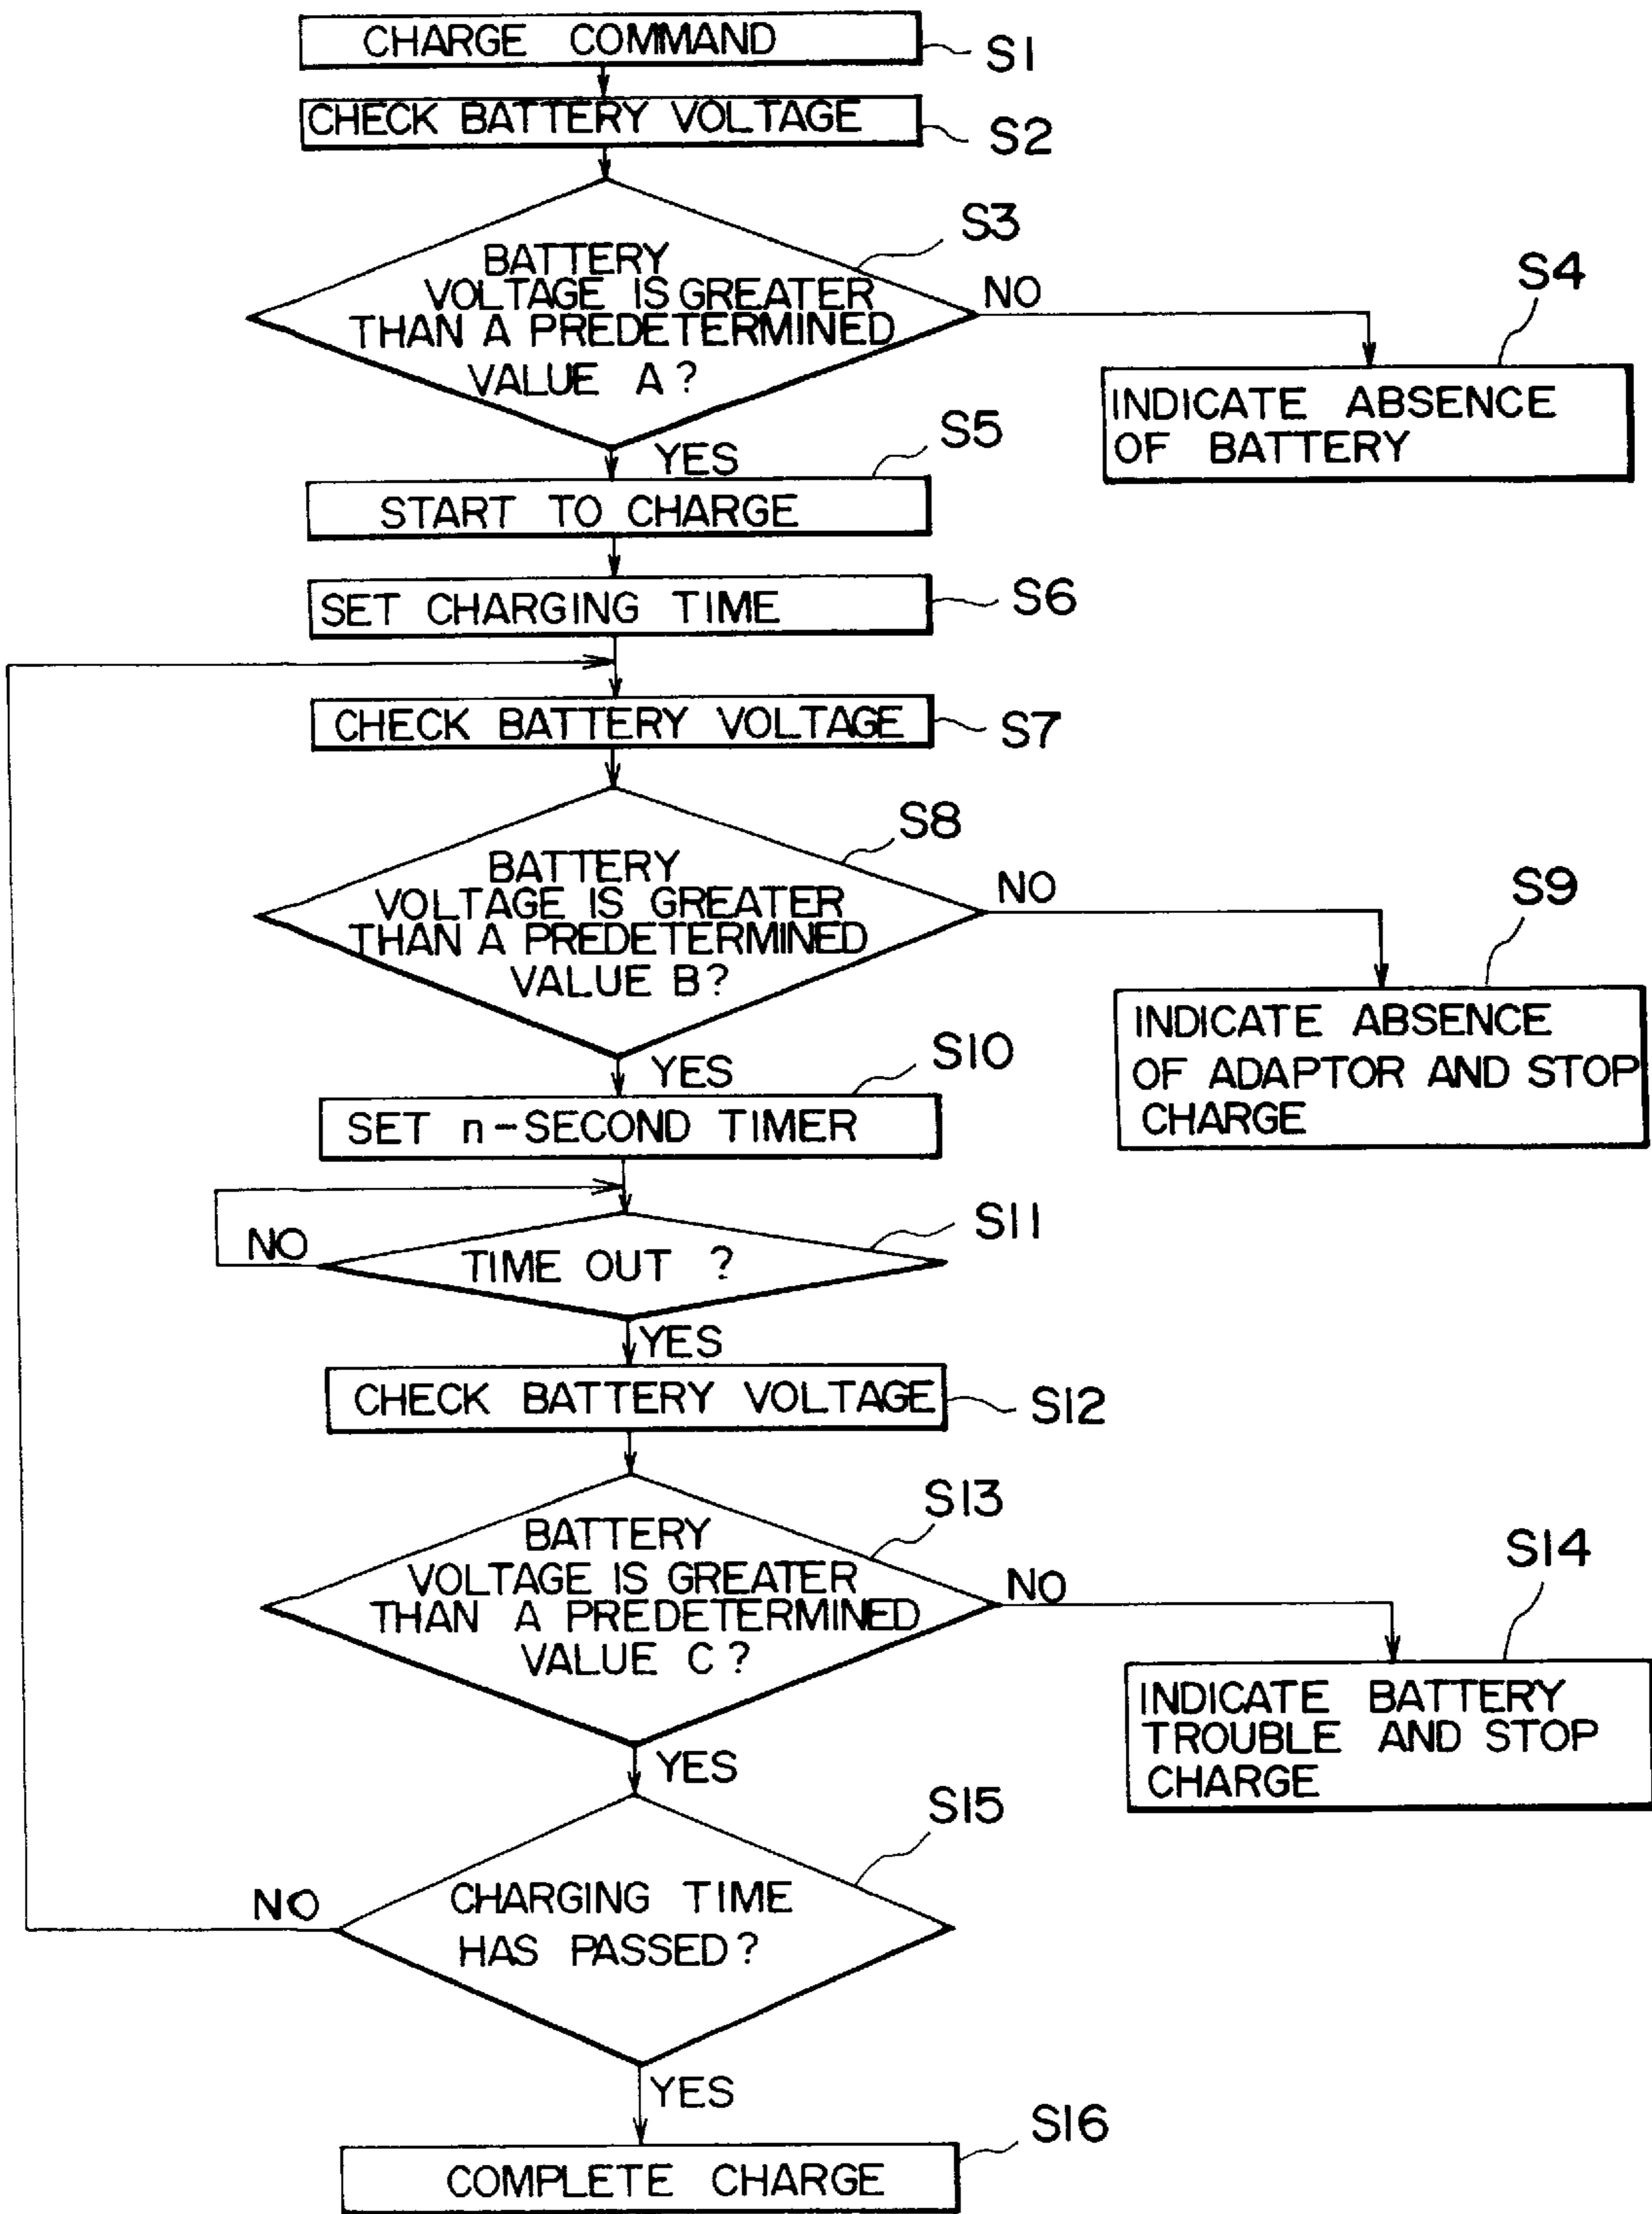 CHARGE COMMAND
S1
CHECK BATTERY VOLTAGE
S2
S3
BATTERY
VOLTAGE IS GREATER
THAN A PREDETERMINED
VALUE A?
NO
S4
INDICATE ABSENCE
OF BATTERY
YES
S5
START TO CHARGE
SET CHARGING TIME
S6
CHECK BATTERY VOLTAGE
S7
S8
BATTERY
VOLTAGE IS GREATER
THAN A PREDETERMINED
VALUE B?
NO
S9
INDICATE ABSENCE
OF ADAPTOR AND STOP
CHARGE
YES
S10
SET n-SECOND TIMER
S11
NO
TIME OUT ?
YES
CHECK BATTERY VOLTAGE
S12
S13
BATTERY
VOLTAGE IS GREATER
THAN A PREDETERMINED
VALUE C?
NO
S14
INDICATE BATTERY
TROUBLE AND STOP
CHARGE
YES
S15
NO
CHARGING TIME
HAS PASSED?
YES
S16
COMPLETE CHARGE